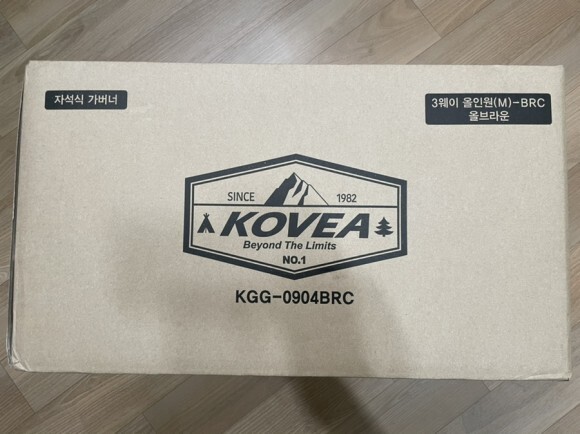 자석식 가버너
3웨이 올인원(M)-BRC
올브라운
SINCE 1982
KOVEA
Beyond The Limits
NO.1
KGG-0904BRC